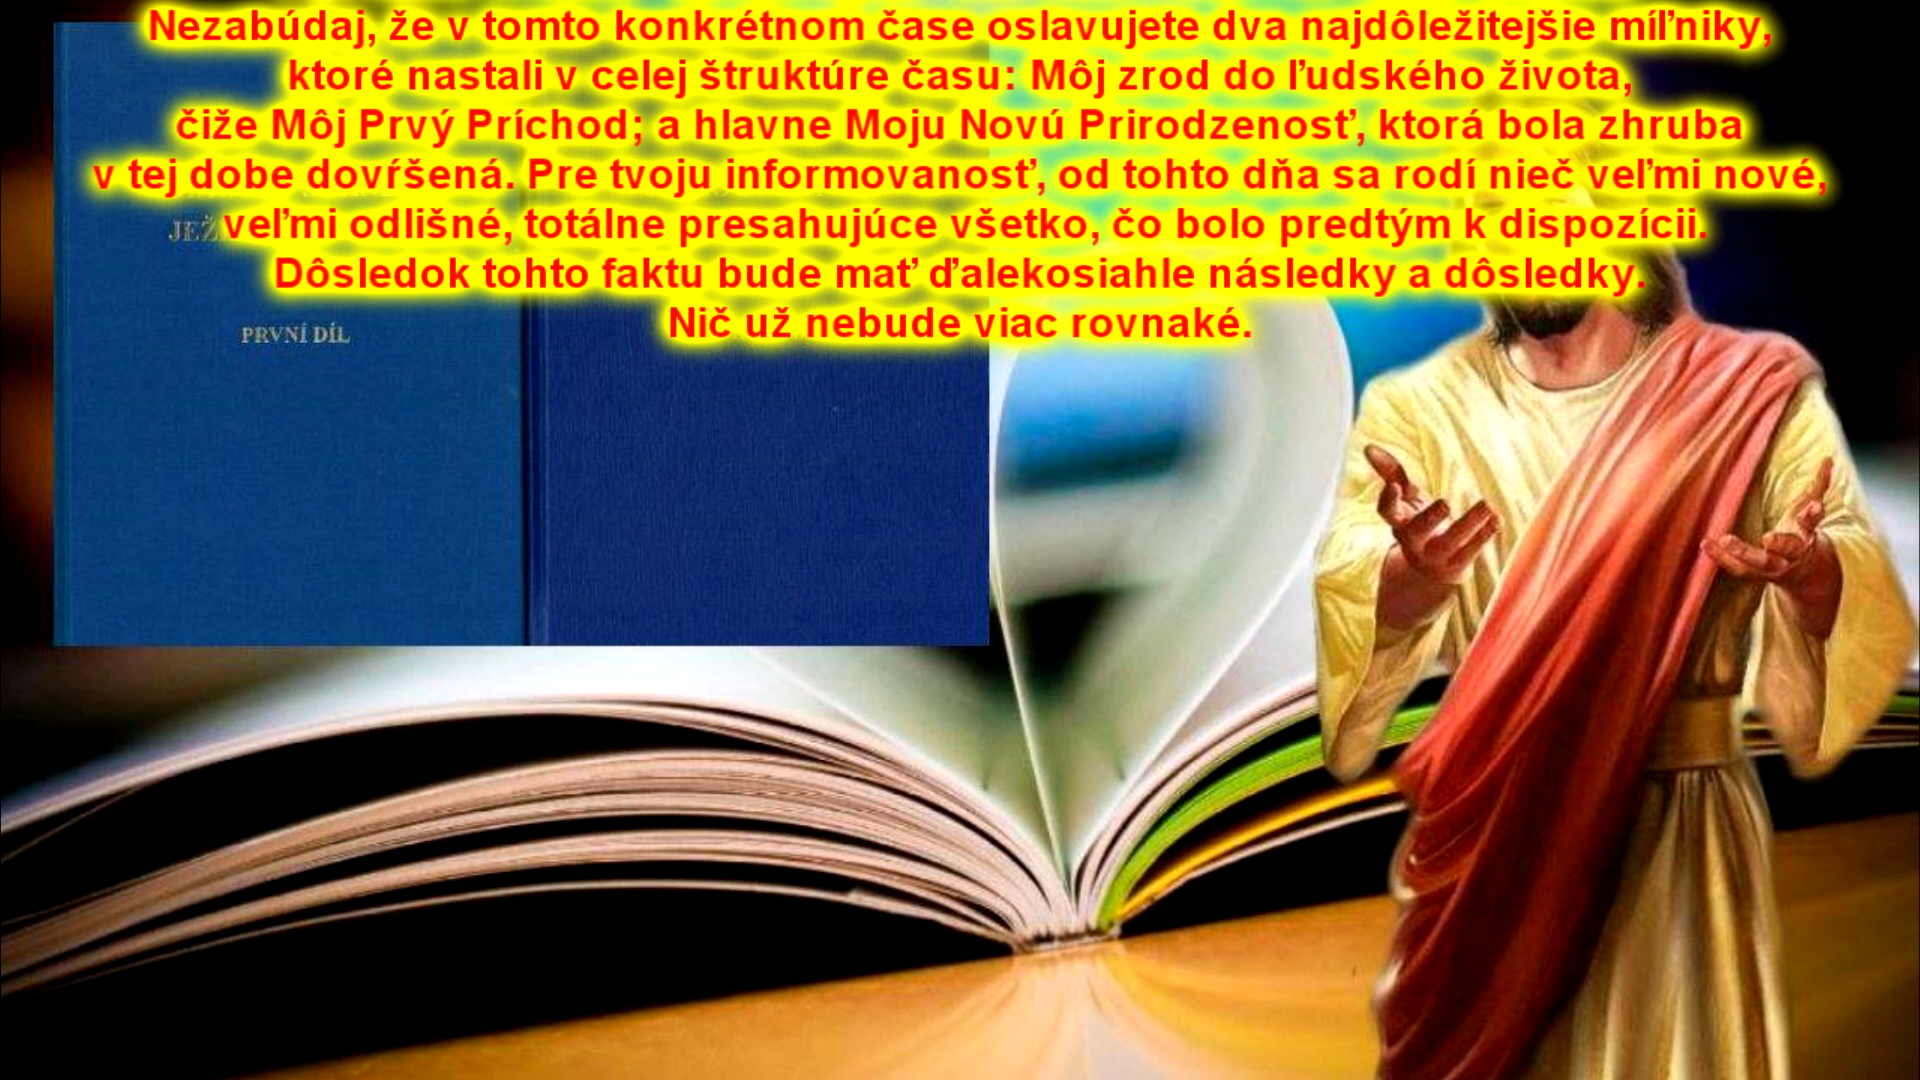 Nezabúdaj, že v tomto konkrétnom čase oslavujete dva najdôležitejšie míľniky,
ktoré nastali v celej štruktúre času: Môj zrod do ľudského života,
čiže Môj Prvý Príchod; a hlavne Moju Novú Prirodzenosť, ktorá bola zhruba
v tej dobe dovŕšená. Pre tvoju informovanosť, od tohto dňa sa rodí nieč veľmi nové,
veľmi odlišné, totálne presahujúce všetko, čo bolo predtým k dispozícii.
Dôsledok tohto faktu bude mať ďalekosiahle následky a dôsledky.
Nič už nebude viac rovnaké.
PRVNÍ DÍL